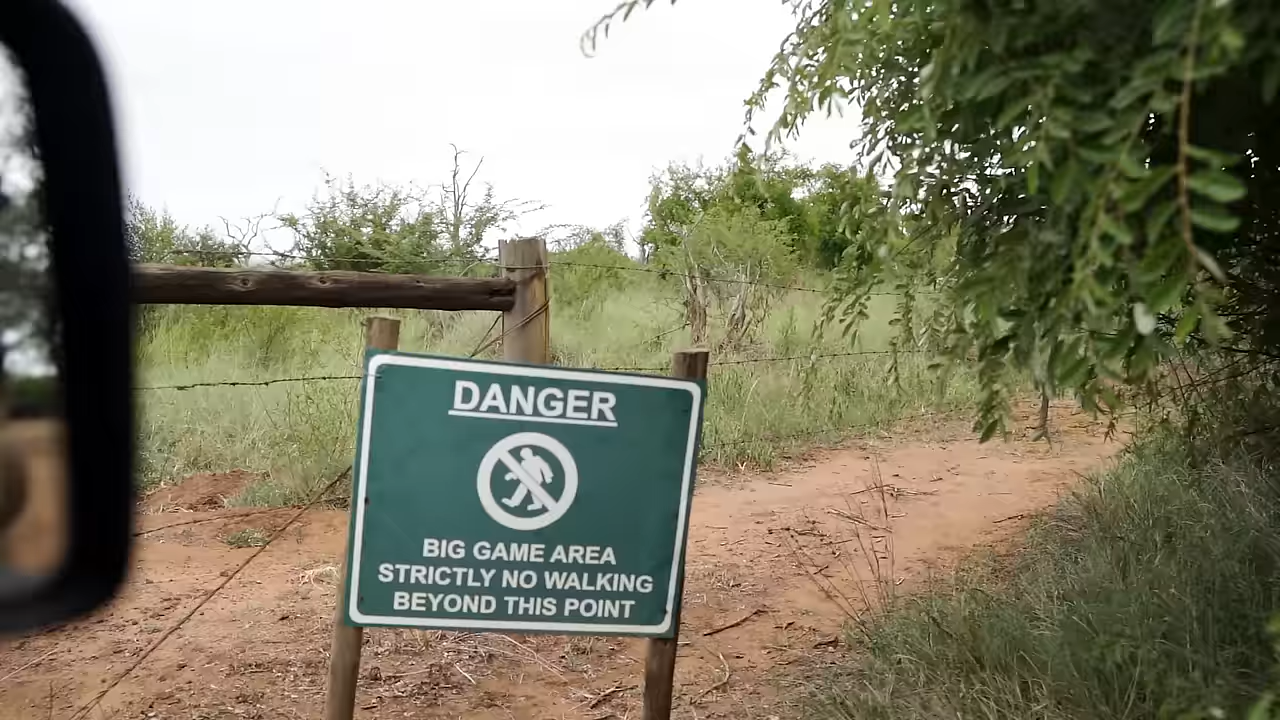 DANGER
BIG GAME AREA
STRICTLY NO WALKING
BEYOND THIS POINT